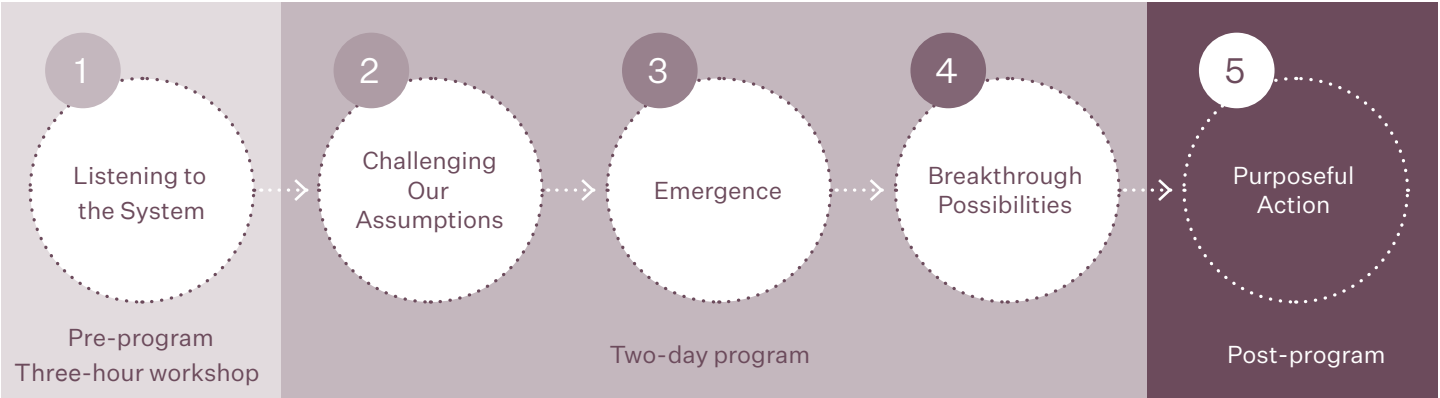 1
Listening to
the System
2
Challenging
Our
Assumptions
3
Emergence
4
Breakthrough
Possibilities
5
Purposeful
Action
Pre-program
Three-hour workshop
Two-day program
Post-program